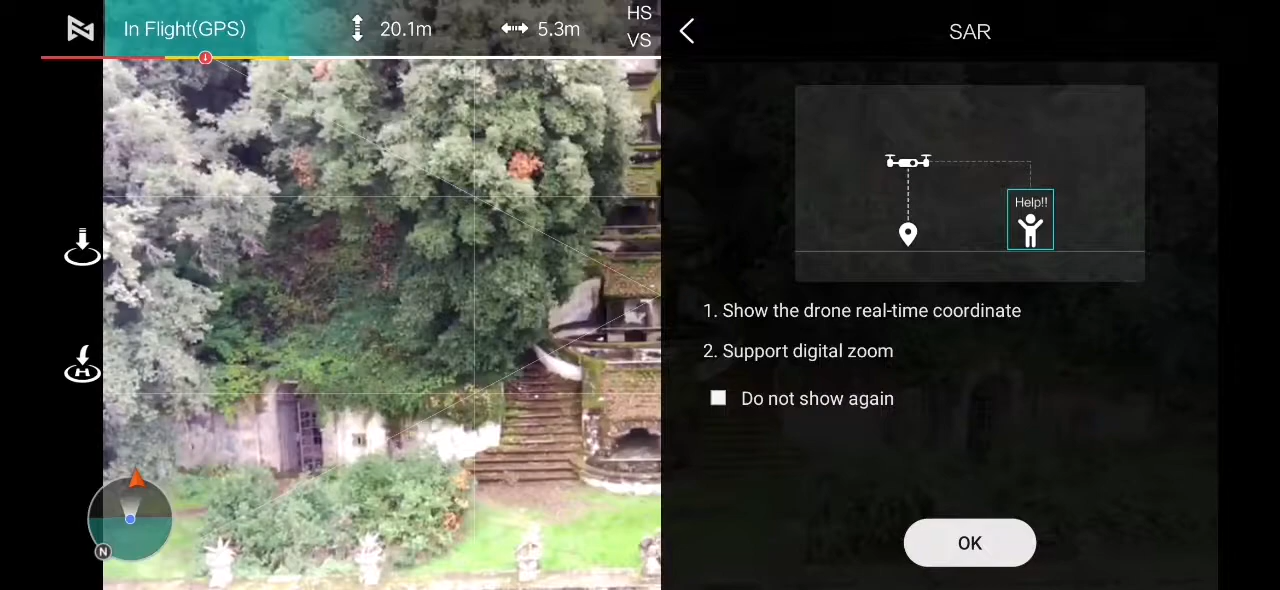 In Flight(GPS)
20.1m
5.3m
HS
VS
N
SAR
Help!!
1. Show the drone real-time coordinate
2. Support digital zoom
Do not show again
OK